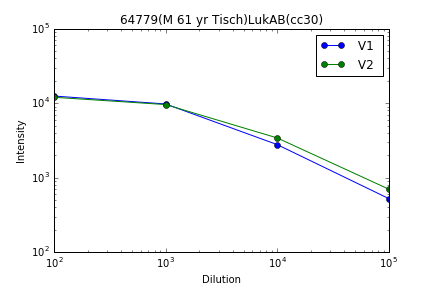 64779(M 61 yr Tisch)LukAB(cc30)
10^5
V1
V2
10^4
Intensity
10^3
10^2
10^2 10^3 10^4 10^5
Dilution